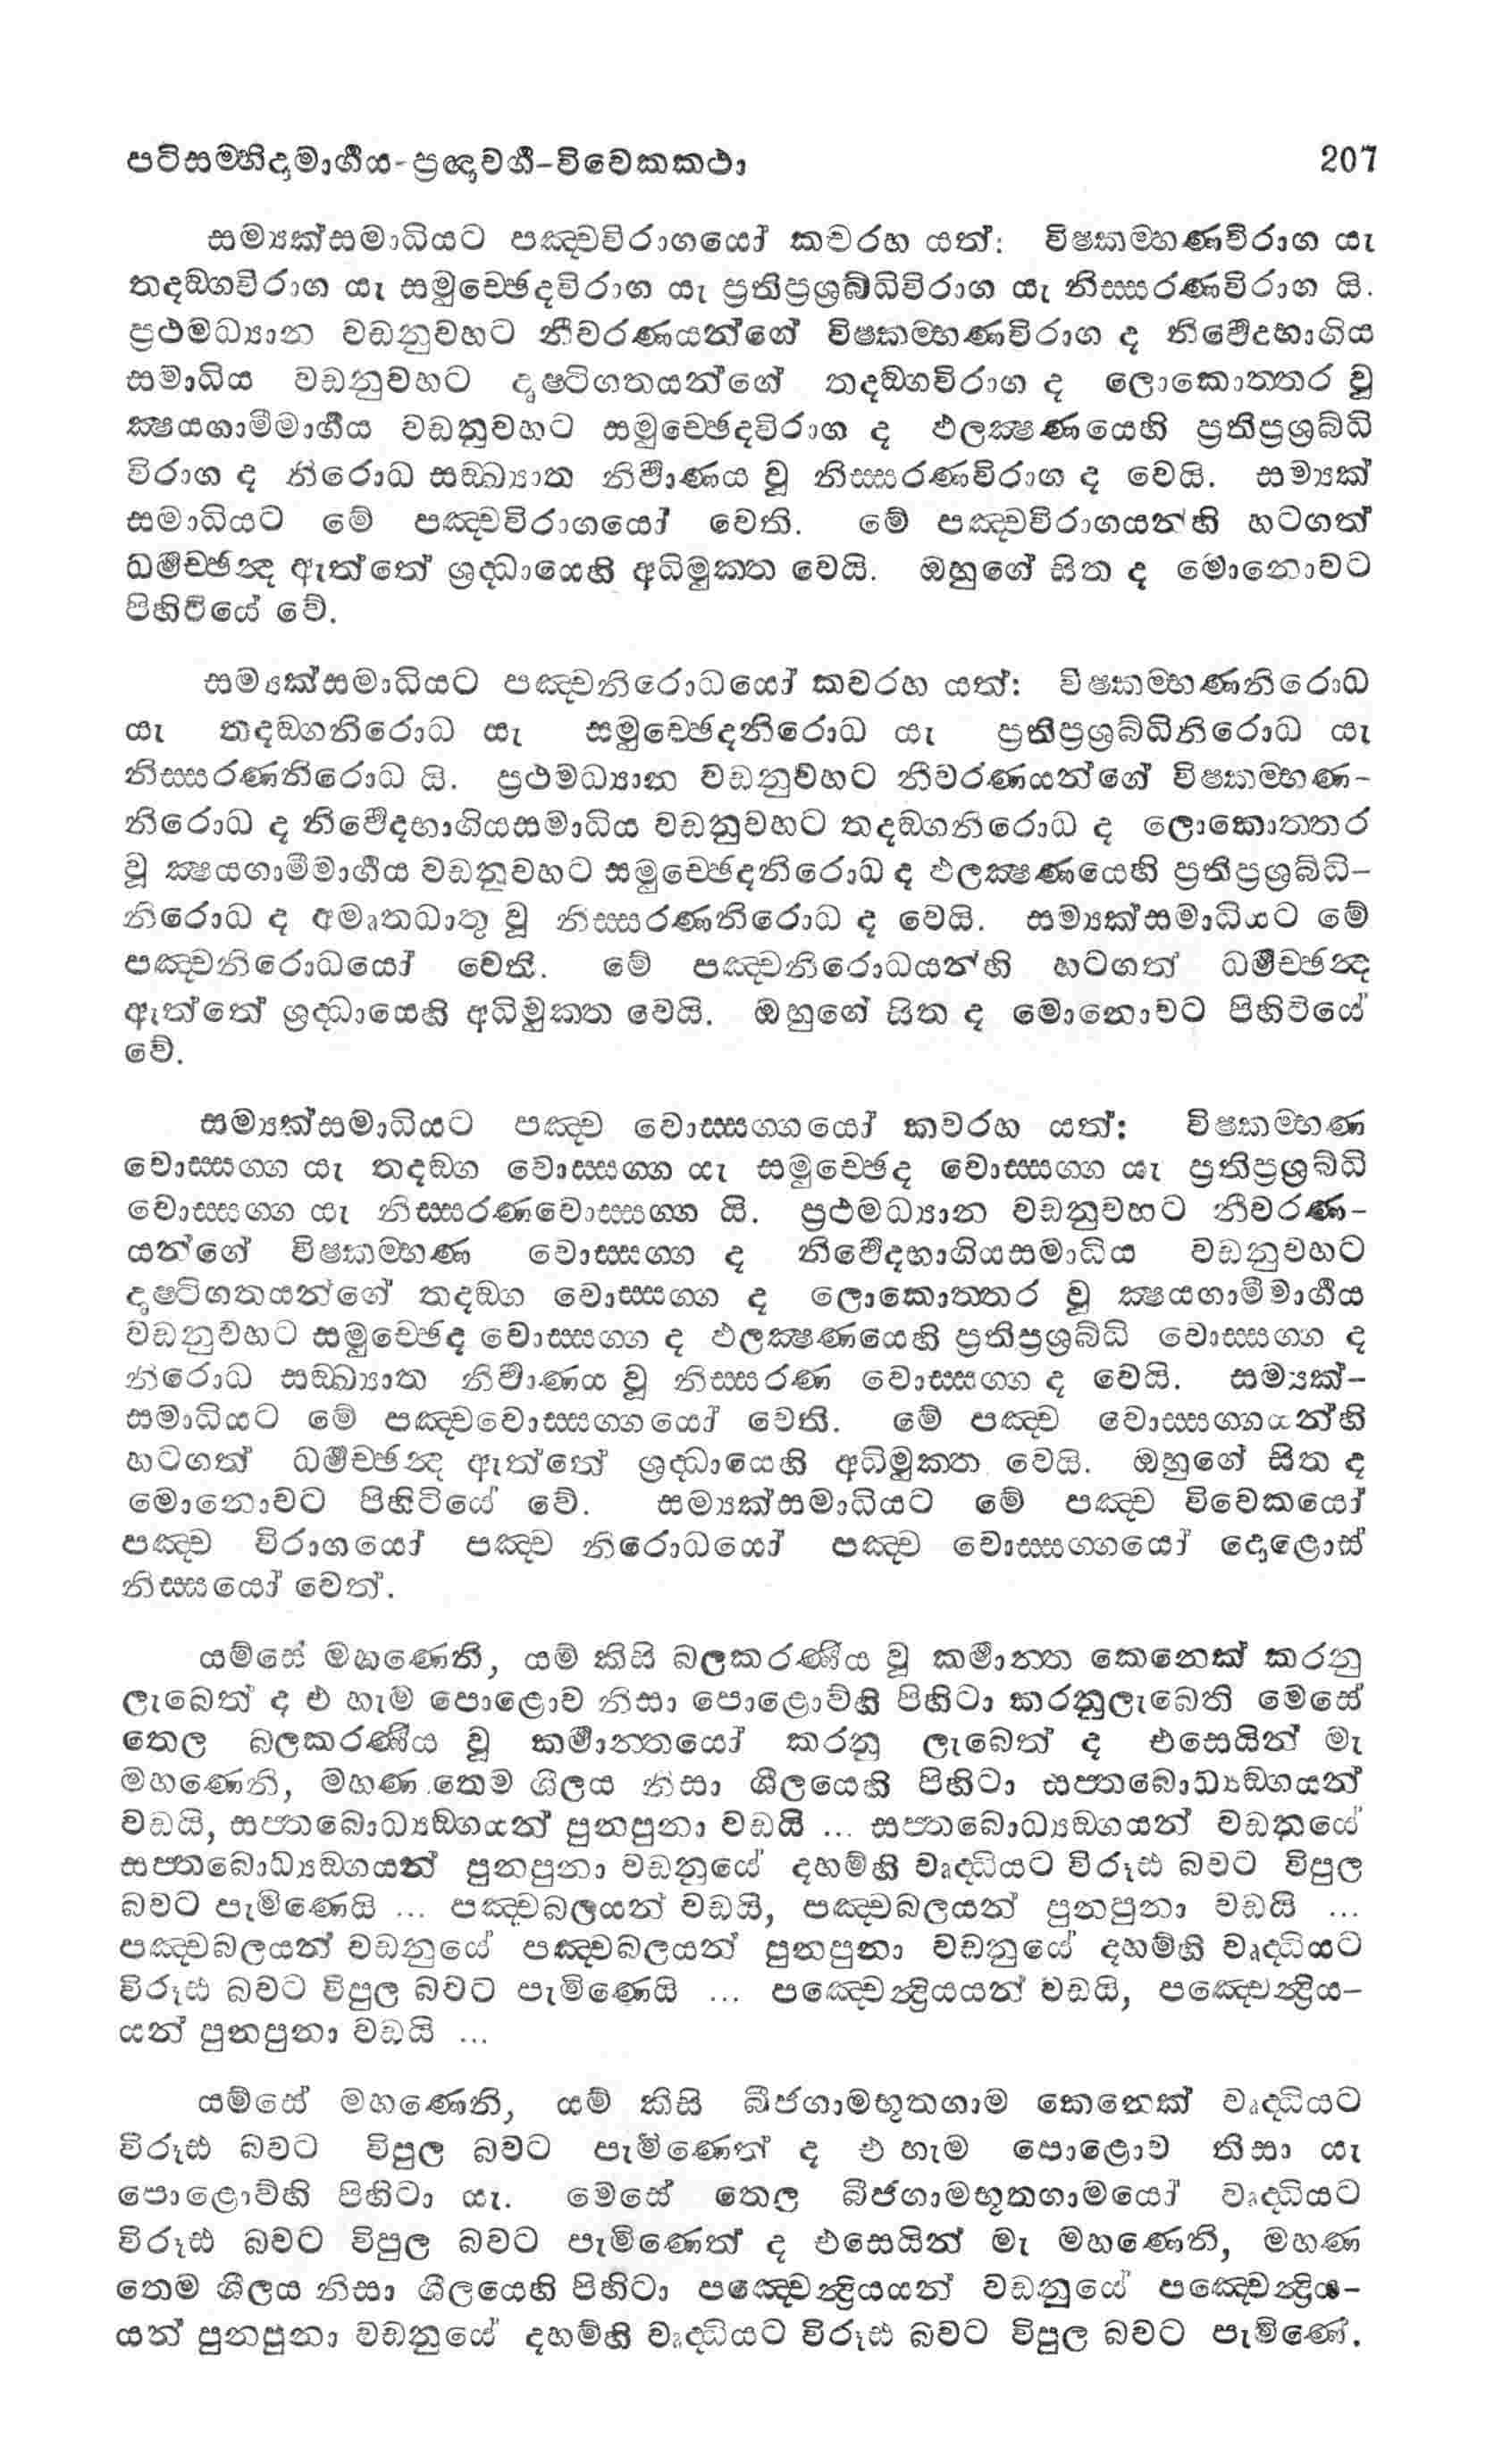 පටිසම්භිදාමාර්‍ගය-ප්‍රඥාවර්‍ග-විවෙකකථා 207
සම්‍යක්සමාධියට පඤ්චවිරාගයෝ කවරහ යත්: විෂ්කම්භණවිරාග යැ
තදඞ්ගවිරාග යැ සමුච්ඡෙදවිරාග යැ ප්‍රතිප්‍රශ්‍රබ්ධිවිරාග යැ නිස්සරණවිරාග යි.
ප්‍රථමධ්‍යාන වඩනුවහට නීවරණයන්ගේ විෂ්කම්භණවිරාග ද නිර්‍වෙදභාගිය
සමාධිය වඩනුවහට දෘෂ්ටිගතයන්ගේ තදඞ්ගවිරාග ද ලොකොත්තර වූ
ක්‍ෂයගාමීමාර්‍ගය වඩනුවහට සමුච්ඡෙදවිරාග ද ඵලක්‍ෂණයෙහි ප්‍රතිප්‍රශ්‍රබ්ධි
විරාග ද නිරොධ සඞ්ඛ්‍යාත නිර්‍වාණය වූ නිස්සරණවිරාග ද වෙයි. සම්‍යක්
සමාධියට මේ පඤ්චවිරාගයෝ වෙති. මේ පඤ්චවිරාගයන්හි හටගත්
ධර්‍මච්ඡන්‍ද ඇත්තේ ශ්‍රද්ධායෙහි අධිමුක්ත වෙයි. ඔහුගේ සිත ද මොනොවට
පිහිටියේ වේ.
සම්‍යක්සමාධියට පඤ්චනිරොධයෝ කවරහ යත්: විෂ්කම්භණනිරොධ
යැ තදඞ්ගනිරොධ යැ සමුච්ඡෙදනිරොධ යැ ප්‍රතිප්‍රශ්‍රබ්ධිනිරොධ යැ
නිස්සරණනිරොධ යි. ප්‍රථමධ්‍යාන වඩනුවහට නීවරණයන්ගේ විෂ්කම්භණ-
නිරොධ ද නිර්‍වෙදභාගියසමාධිය වඩනුවහට තදඞ්ගනිරොධ ද ලොකොත්තර
වූ ක්‍ෂයගාමීමාර්‍ගය වඩනුවහට සමුච්ඡෙදනිරොධ ද ඵලක්‍ෂණයෙහි ප්‍රතිප්‍රශ්‍රබ්ධි-
නිරොධ ද අමෘතධාතු වූ නිස්සරණනිරොධ ද වෙයි. සම්‍යක්සමාධියට මේ
පඤ්චනිරොධයෝ වෙති. මේ පඤ්චනිරොධයන්හි හටගත් ධර්‍මච්ඡන්‍ද
ඇත්තේ ශ්‍රද්ධායෙහි අධිමුක්ත වෙයි. ඔහුගේ සිත ද මොනොවට පිහිටියේ
වේ.
සම්‍යක්සමාධියට පඤ්ච වොස්සග්ගයෝ කවරහ යත්: විෂ්කම්භණ
වොස්සග්ග යැ තදඞ්ග වොස්සග්ග යැ සමුච්ඡෙද වොස්සග්ග යැ ප්‍රතිප්‍රශ්‍රබ්ධි
වොස්සග්ග යැ නිස්සරණවොස්සග්ග යි. ප්‍රථමධ්‍යාන වඩනුවහට නීවරණ-
යන්ගේ විෂ්කම්භණ වොස්සග්ග ද නිර්‍වෙදභාගියසමාධිය වඩනුවහට
දෘෂ්ටිගතයන්ගේ තදඞ්ග වොස්සග්ග ද ලොකොත්තර වූ ක්‍ෂයගාමීමාර්‍ගය
වඩනුවහට සමුච්ඡෙද වොස්සග්ග ද ඵලක්‍ෂණයෙහි ප්‍රතිප්‍රශ්‍රබ්ධි වොස්සග්ග ද
නිරොධ සඞ්ඛ්‍යාත නිර්‍වාණය වූ නිස්සරණ වොස්සග්ග ද වෙයි. සම්‍යක්-
සමාධියට මේ පඤ්චවොස්සග්ගයෝ වෙති. මේ පඤ්ච වොස්සග්ගයන්හි
හටගත් ධර්‍මච්ඡන්‍ද ඇත්තේ ශ්‍රද්ධායෙහි අධිමුක්ත වෙයි. ඔහුගේ සිත ද
මොනොවට පිහිටියේ වේ. සම්‍යක්සමාධියට මේ පඤ්ච විවෙකයෝ
පඤ්ච විරාගයෝ පඤ්ච නිරොධයෝ පඤ්ච වොස්සග්ගයෝ දොළොස්
නිස්සයෝ වෙත්.
යම්සේ මහණෙනි, යම් කිසි බලකරණීය වූ කර්‍මාන්ත කෙනෙක් කරනු
ලැබෙත් ද එ හැම පොළොව නිසා පොළොව්හි පිහිටා කරනුලැබෙති මෙසේ
තෙල බලකරණීය වූ කර්‍මාන්තයෝ කරනු ලැබෙත් ද එසෙයින් මැ
මහණෙනි, මහණ තෙම ශීලය නිසා ශීලයෙහි පිහිටා සප්තබොධ්‍යඞ්ගයන්
වඩයි, සප්තබොධ්‍යඞ්ගයන් පුනපුනා වඩයි ... සප්තබොධ්‍යඞ්ගයන් වඩනුයේ
සප්තබොධ්‍යඞ්ගයන් පුනපුනා වඩනුයේ දහම්හි වෘද්ධියට විරූඪ බවට විපුල
බවට පැමිණෙයි ... පඤ්චබලයන් වඩයි, පඤ්චබලයන් පුනපුනා වඩයි ...
පඤ්චබලයන් වඩනුයේ පඤ්චබලයන් පුනපුනා වඩනුයේ දහම්හි වෘද්ධියට
විරූඪ බවට විපුල බවට පැමිණෙයි ... පඤ්චෙන්‍ද්‍රියයන් වඩයි, පඤ්චෙන්‍ද්‍රිය-
යන් පුනපුනා වඩයි ...
යම්සේ මහණෙනි, යම් කිසි බීජගාමභූතගාම කෙනෙක් වෘද්ධියට
විරූඪ බවට විපුල බවට පැමිණෙත් ද එ හැම පොළොව නිසා යැ
පොළොව්හි පිහිටා යැ. මෙසේ තෙල බීජගාමභූතගාමයෝ වෘද්ධියට
විරූඪ බවට විපුල බවට පැමිණෙත් ද එසෙයින් මැ මහණෙනි, මහණ
තෙම ශීලය නිසා ශීලයෙහි පිහිටා පඤ්චෙන්‍ද්‍රියයන් වඩනුයේ පඤ්චෙන්‍ද්‍රිය-
යන් පුනපුනා වඩනුයේ දහම්හි වෘද්ධියට විරූඪ බවට විපුල බවට පැමිණේ.